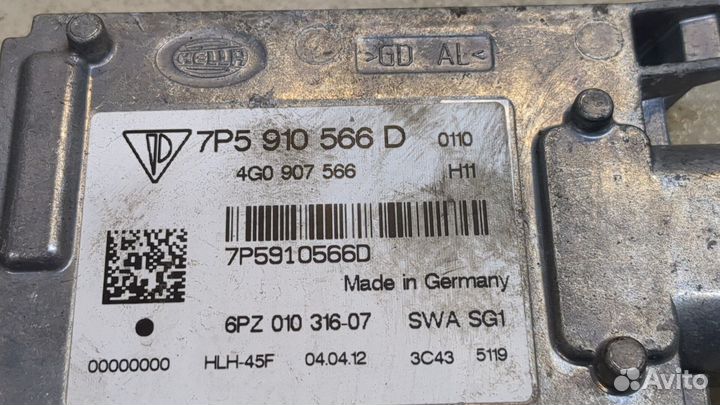 HELLA
>GD AL<
7P5 910 566 D 0110
4G0 907 566 H11
7P5910566D
Made in Germany
6PZ 010 316-07 SWA SG1
00000000 HLH-45F 04.04.12 3C43 5119
Avito